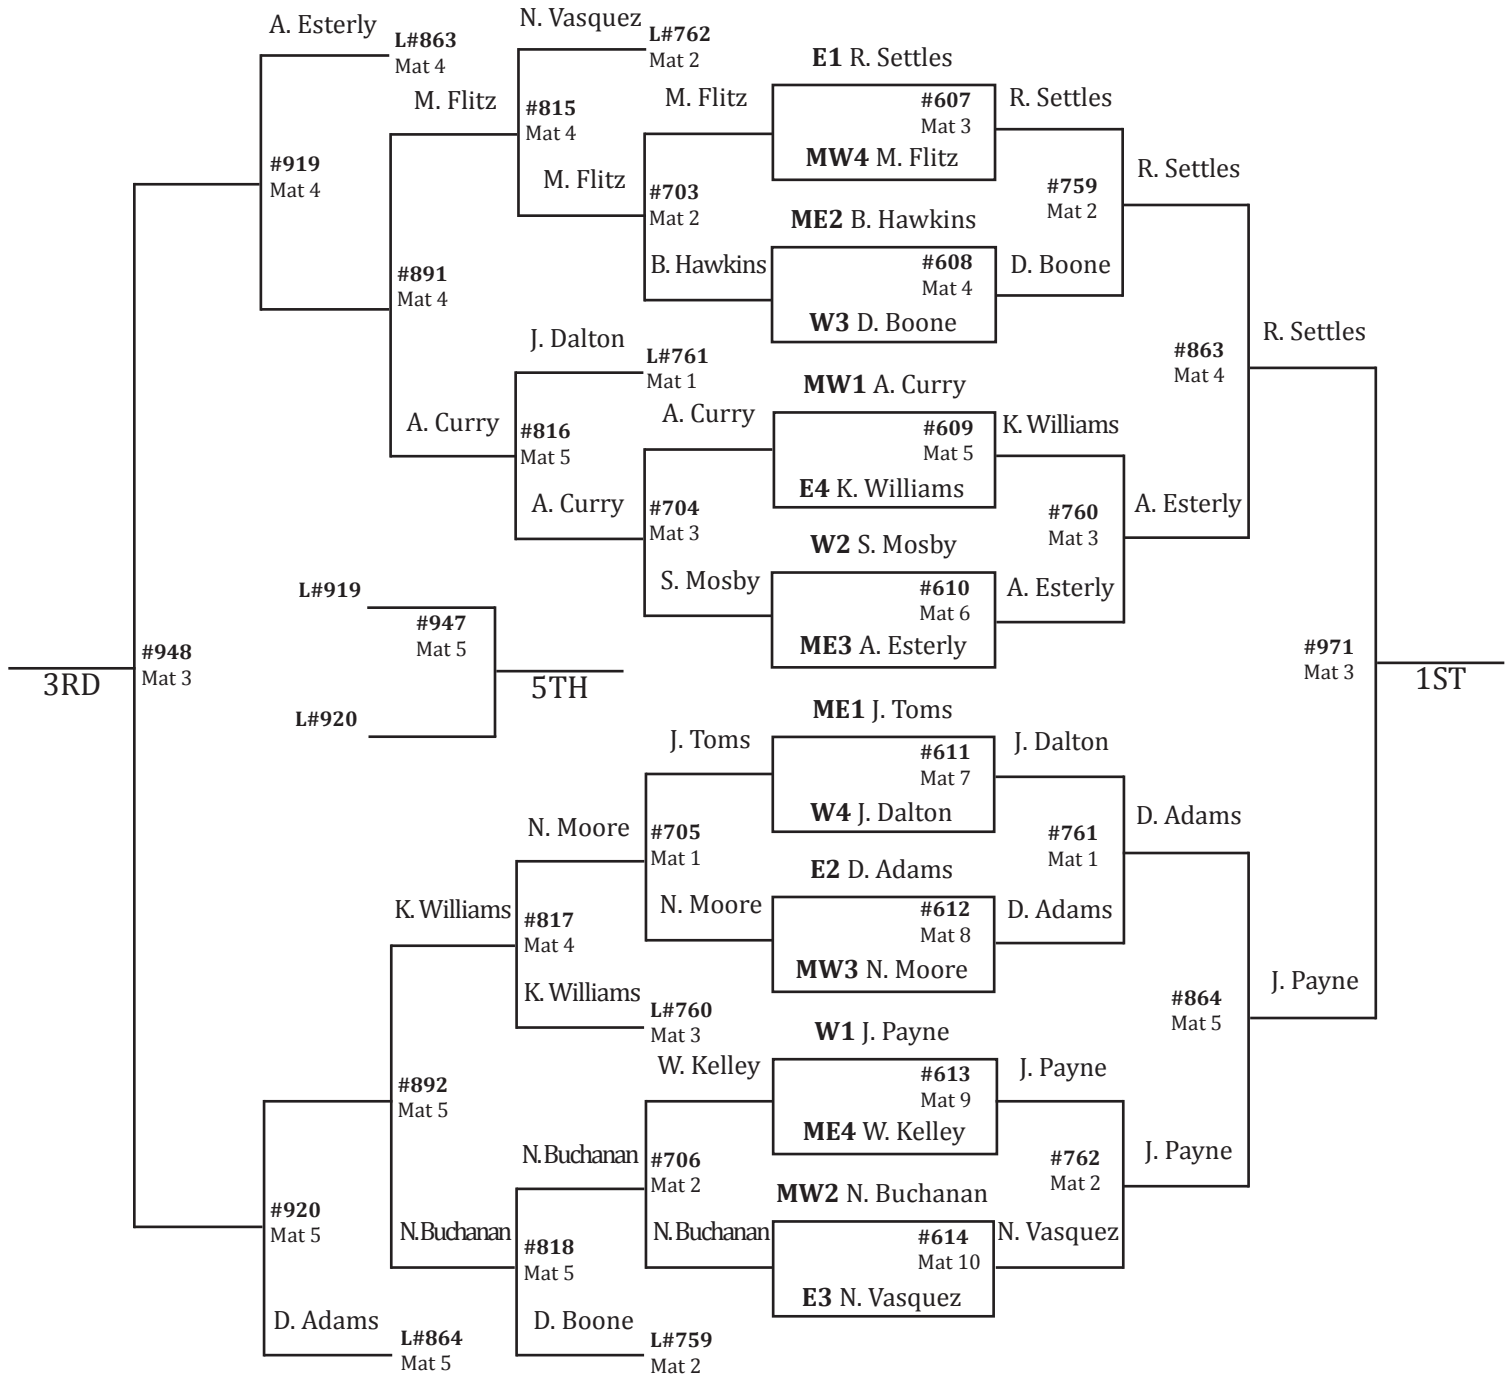 A. Esterly
L#863
Mat 4
N. Vasquez
L#762
Mat 2
E1 R. Settles
M. Flitz
#815
Mat 4
M. Flitz
#607
Mat 3
R. Settles
MW4 M. Flitz
#919
Mat 4
M. Flitz
#703
Mat 2
#759
Mat 2
R. Settles
ME2 B. Hawkins
#891
Mat 4
B. Hawkins
#608
Mat 4
D. Boone
W3 D. Boone
J. Dalton
L#761
Mat 1
R. Settles
#863
Mat 4
MW1 A. Curry
A. Curry
#816
Mat 5
A. Curry
#609
Mat 5
K. Williams
E4 K. Williams
A. Curry
#704
Mat 3
#760
Mat 3
A. Esterly
W2 S. Mosby
S. Mosby
#610
Mat 6
A. Esterly
ME3 A. Esterly
L#919
#947
Mat 5
#948
Mat 3
3RD
5TH
L#920
#971
Mat 3
1ST
ME1 J. Toms
J. Toms
#611
Mat 7
J. Dalton
W4 J. Dalton
N. Moore
#705
Mat 1
#761
Mat 1
D. Adams
E2 D. Adams
K. Williams
#817
Mat 4
N. Moore
#612
Mat 8
D. Adams
MW3 N. Moore
K. Williams
L#760
Mat 3
#864
Mat 5
J. Payne
W1 J. Payne
W. Kelley
#613
Mat 9
J. Payne
ME4 W. Kelley
#892
Mat 5
N. Buchanan
#706
Mat 2
#762
Mat 2
J. Payne
MW2 N. Buchanan
#920
Mat 5
N. Buchanan
#818
Mat 5
N. Buchanan
#614
Mat 10
N. Vasquez
E3 N. Vasquez
D. Adams
L#864
Mat 5
D. Boone
L#759
Mat 2